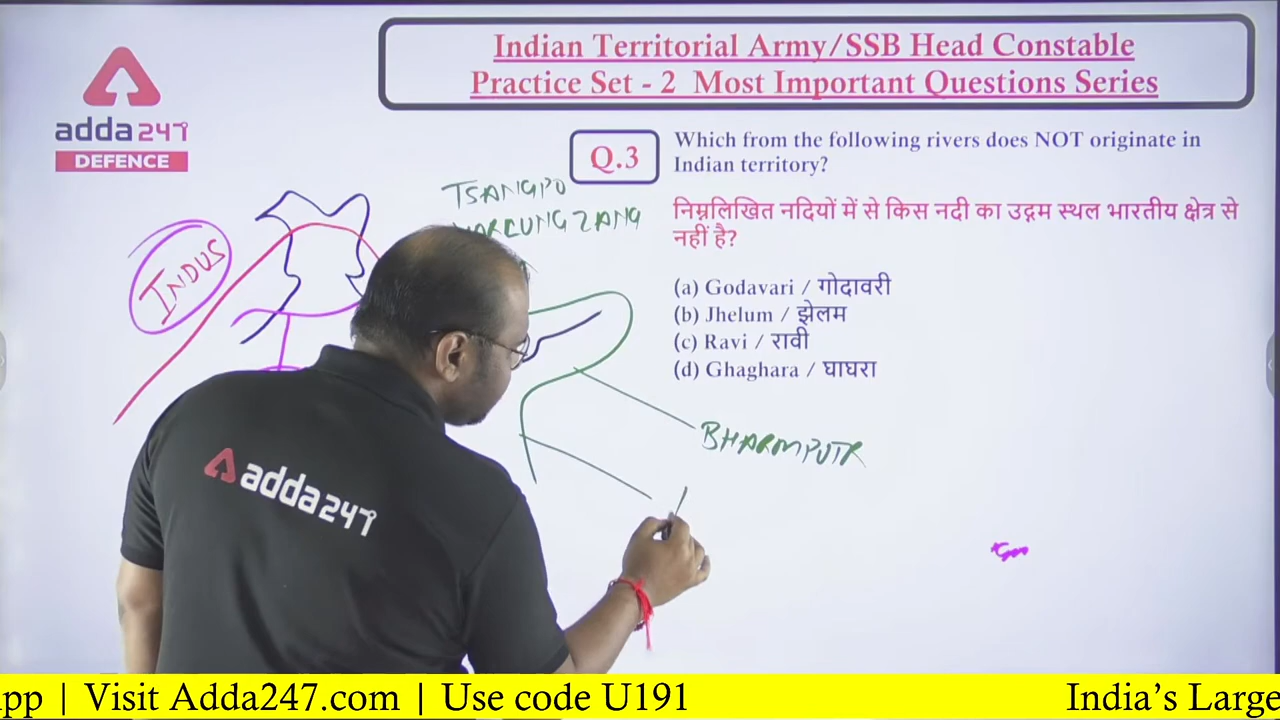 Indian Territorial Army/SSB Head Constable
Practice Set - 2 Most Important Questions Series
adda247
DEFENCE
Q.3
Which from the following rivers does NOT originate in
Indian territory?
निम्नलिखित नदियों में से किस नदी का उद्गम स्थल भारतीय क्षेत्र से
नहीं है?
(a) Godavari / गोदावरी
(b) Jhelum / झेलम
(c) Ravi / रावी
(d) Ghaghara / घाघरा
TSANGPO
ZANG
INDUS
BHARMPUTR
adda247
pp | Visit Adda247.com | Use code U191
India's Large